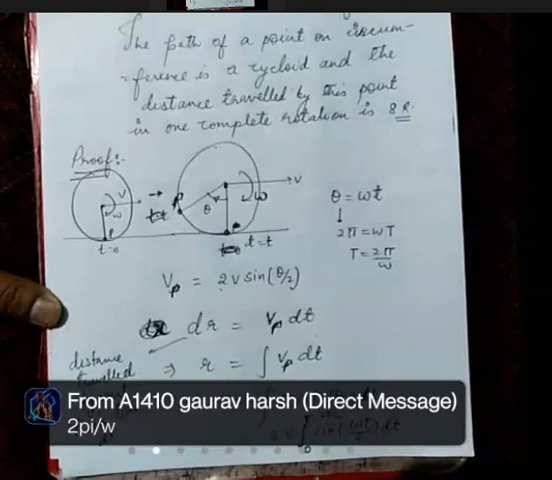 The path of a point on circum-
-ference is a cycloid and the
distance travelled by this point
in one complete rotation is 8R.
Proof:-
v
ω
P
t=0
P
θ
ω
v
P
t=t
θ = ωt
↓
2π = ωT
T = 2π/ω
Vp = 2V sin(θ/2)
dr = Vp dt
distance
travelled
⇒ r = ∫ Vp dt
From A1410 gaurav harsh (Direct Message)
2pi/w